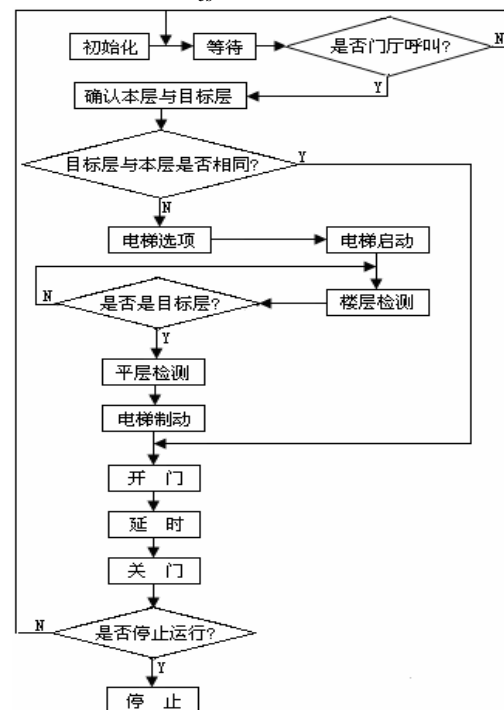 初始化
等待
是否门厅呼叫?
N
Y
确认本层与目标层
目标层与本层是否相同?
Y
N
电梯选项
电梯启动
N
是否是目标层?
楼层检测
Y
平层检测
电梯制动
开 门
延 时
关 门
N
是否停止运行?
Y
停 止